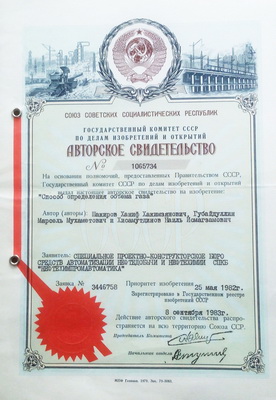 СОЮЗ СОВЕТСКИХ СОЦИАЛИСТИЧЕСКИХ РЕСПУБЛИК
ГОСУДАРСТВЕННЫЙ КОМИТЕТ СССР
ПО ДЕЛАМ ИЗОБРЕТЕНИЙ И ОТКРЫТИЙ
АВТОРСКОЕ СВИДЕТЕЛЬСТВО
№ 1065734
На основании полномочий, предоставленных Правительством СССР,
Государственный комитет СССР по делам изобретений и открытий
выдал настоящее авторское свидетельство на изобретение:
"Способ определения объема газа"
Автор (авторы): Шакиров Ханиф Губайдуллин
Марсель Мухаметович и Хисамутдинов Наиль Исмагзамович
Заявитель: СПЕЦИАЛЬНОЕ ПРОЕКТНО-КОНСТРУКТОРСКОЕ БЮРО
СРЕДСТВ АВТОМАТИЗАЦИИ НЕФТЕДОБЫЧИ И НЕФТЕХИМИИ СПКБ
"НЕФТЕХИМПРОМАВТОМАТИКА"
Заявка № 3446758 Приоритет изобретения 25 мая 1982г.
Зарегистрировано в Государственном реестре
изобретений СССР
8 сентября 1983г.
Действие авторского свидетельства распро-
страняется на всю территорию Союза ССР.
Председатель Комитета
Начальник отдела